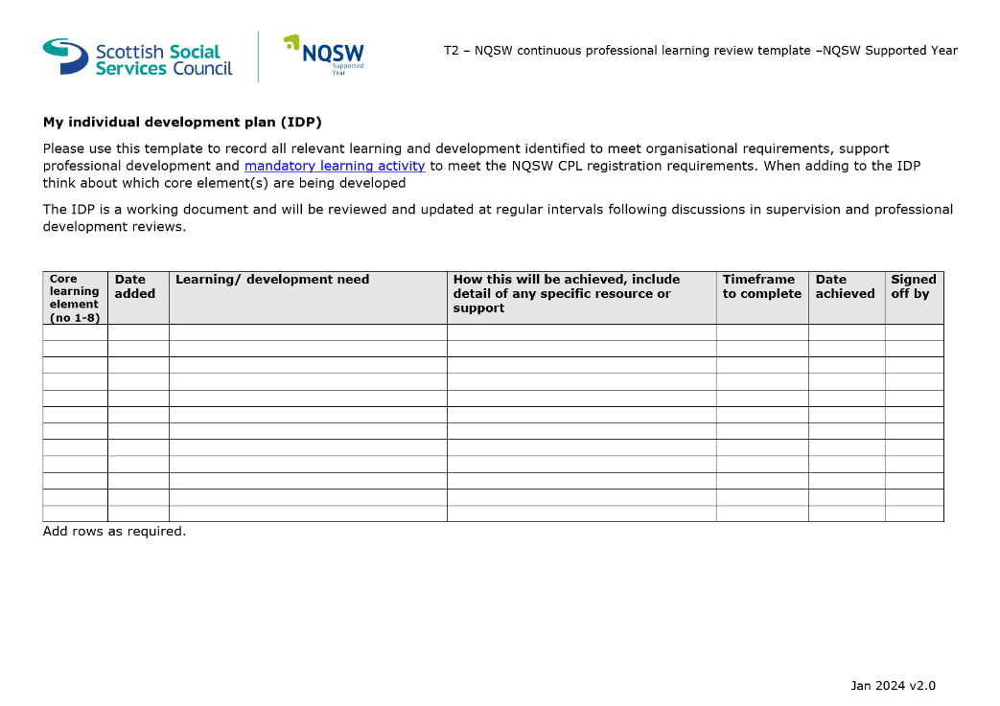 Scottish Social
Services Council
NQSW
Supported
Year
T2 – NQSW continuous professional learning review template –NQSW Supported Year
My individual development plan (IDP)
Please use this template to record all relevant learning and development identified to meet organisational requirements, support
professional development and mandatory learning activity to meet the NQSW CPL registration requirements. When adding to the IDP
think about which core element(s) are being developed
The IDP is a working document and will be reviewed and updated at regular intervals following discussions in supervision and professional
development reviews.
Core
learning
element
(no 1-8)
Date
added
Learning/ development need
How this will be achieved, include
detail of any specific resource or
support
Timeframe
to complete
Date
achieved
Signed
off by
Add rows as required.
Jan 2024 v2.0